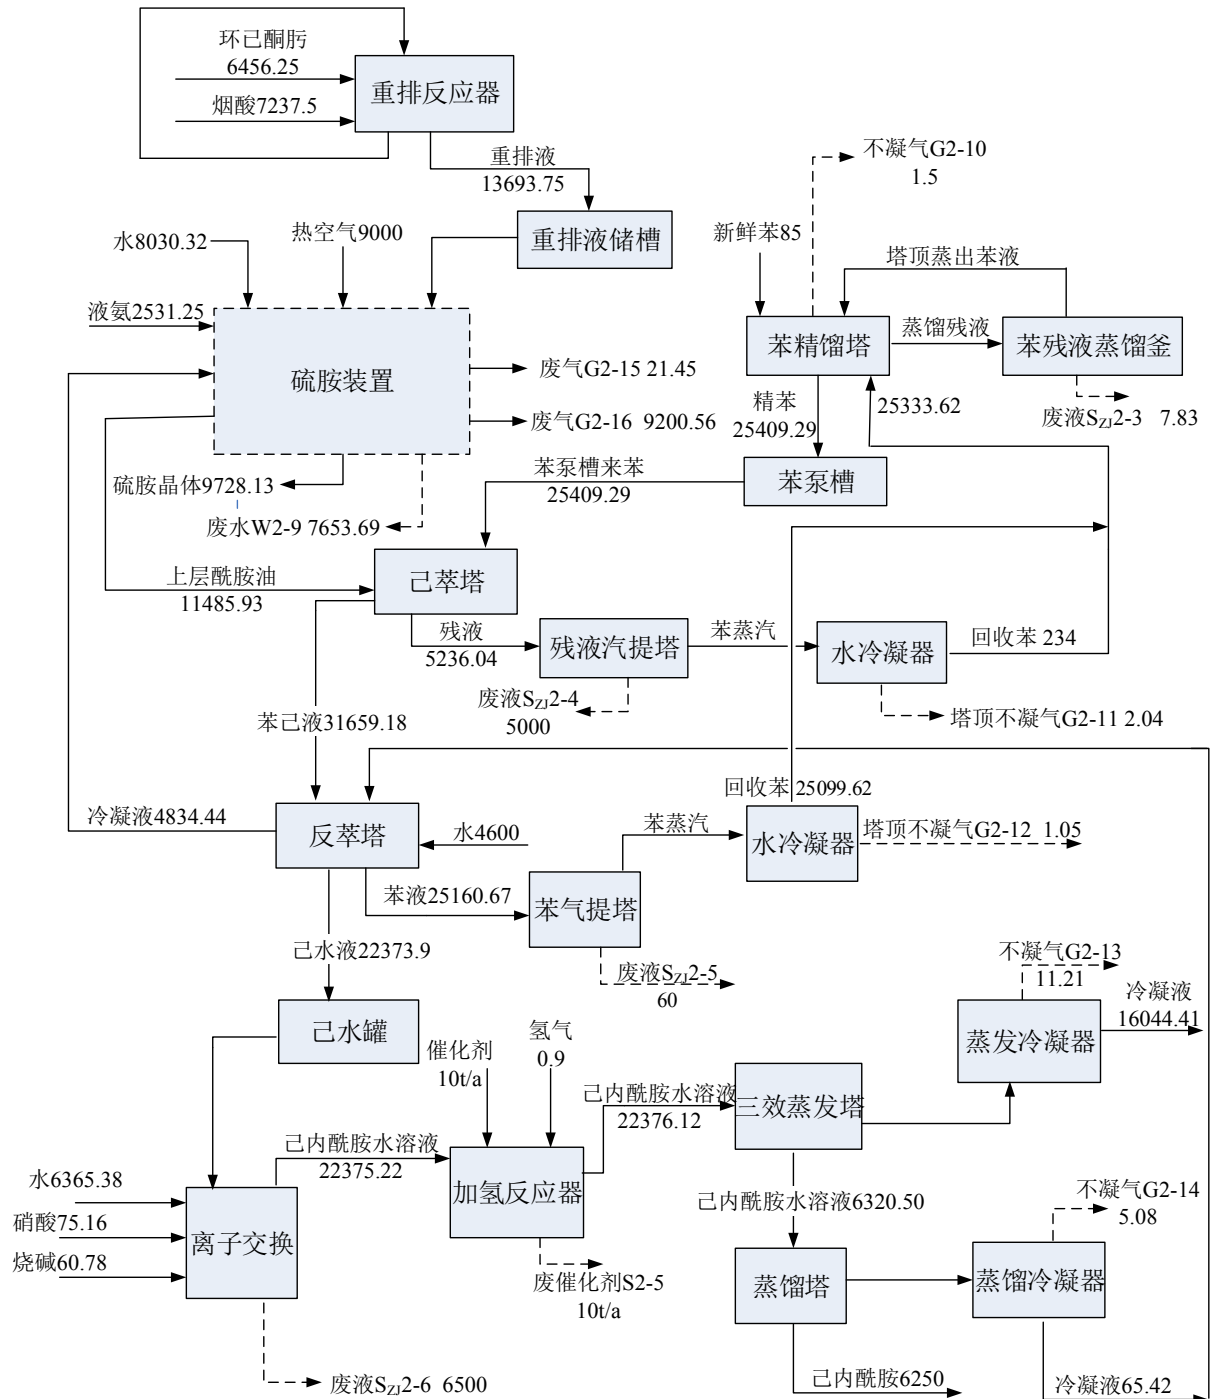 环己酮肟
6456.25
烟酸7237.5
重排反应器
重排液
13693.75
不凝气G2-10
1.5
水8030.32
热空气9000
重排液储槽
新鲜苯85
塔顶蒸出苯液
液氨2531.25
苯精馏塔
蒸馏残液
苯残液蒸馏釜
硫胺装置
废气G2-15 21.45
精苯
25409.29
25333.62
废液SZJ2-3 7.83
废气G2-16 9200.56
硫胺晶体9728.13
苯泵槽来苯
25409.29
苯泵槽
废水W2-9 7653.69
上层酰胺油
11485.93
己萃塔
残液
5236.04
残液汽提塔
苯蒸汽
水冷凝器
回收苯 234
废液SZJ2-4
5000
塔顶不凝气G2-11 2.04
苯己液31659.18
回收苯 25099.62
冷凝液4834.44
反萃塔
水4600
苯蒸汽
水冷凝器
塔顶不凝气G2-12 1.05
苯液25160.67
苯气提塔
己水液22373.9
废液SZJ2-5
60
不凝气G2-13
11.21
冷凝液
16044.41
己水罐
催化剂
10t/a
氢气
0.9
蒸发冷凝器
己内酰胺水溶液
22376.12
三效蒸发塔
己内酰胺水溶液
22375.22
加氢反应器
水6365.38
硝酸75.16
烧碱60.78
离子交换
己内酰胺水溶液6320.50
不凝气G2-14
5.08
废催化剂S2-5
10t/a
蒸馏塔
蒸馏冷凝器
废液SZJ2-6 6500
己内酰胺6250
冷凝液65.42